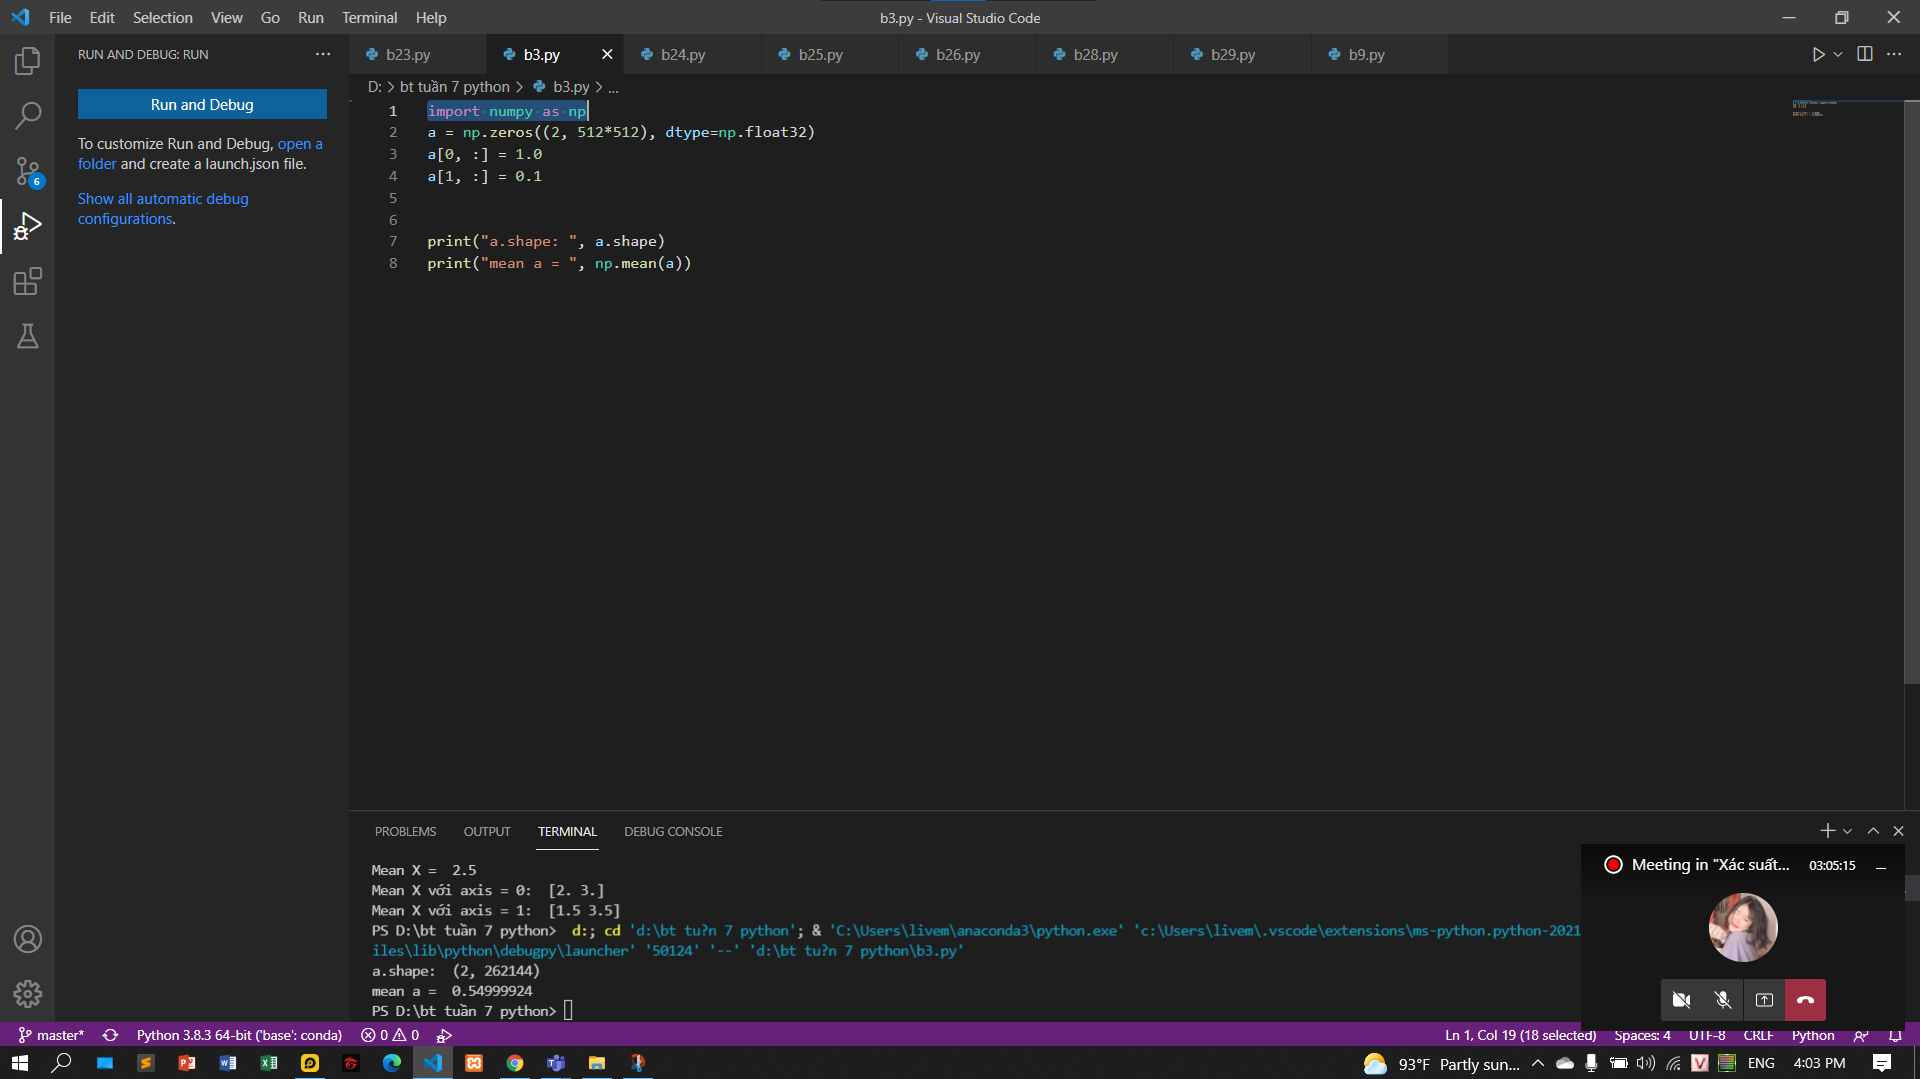 File Edit Selection View Go Run Terminal Help
b3.py - Visual Studio Code
RUN AND DEBUG: RUN
Run and Debug
To customize Run and Debug, open a
folder and create a launch.json file.
Show all automatic debug
configurations.
6
b23.py b3.py b24.py b25.py b26.py b28.py b29.py b9.py
D: > bt tuần 7 python > b3.py > ...
1 import numpy as np
2 a = np.zeros((2, 512*512), dtype=np.float32)
3 a[0, :] = 1.0
4 a[1, :] = 0.1
5
6
7 print("a.shape: ", a.shape)
8 print("mean a = ", np.mean(a))
PROBLEMS OUTPUT TERMINAL DEBUG CONSOLE
Mean X =  2.5
Mean X với axis = 0:  [2. 3.]
Mean X với axis = 1:  [1.5 3.5]
PS D:\bt tuần 7 python>  d:; cd 'd:\bt tu?n 7 python'; & 'C:\Users\livem\anaconda3\python.exe' 'c:\Users\livem\.vscode\extensions\ms-python.python-2021
iles\lib\python\debugpy\launcher' '50124' '--' 'd:\bt tu?n 7 python\b3.py'
a.shape:  (2, 262144)
mean a =  0.54999924
PS D:\bt tuần 7 python>
Meeting in "Xác suất... 03:05:15
master* Python 3.8.3 64-bit ('base': conda) 0 0
Ln 1, Col 19 (18 selected) Spaces: 4 UTF-8 CRLF Python
93°F Partly sun... ENG 4:03 PM